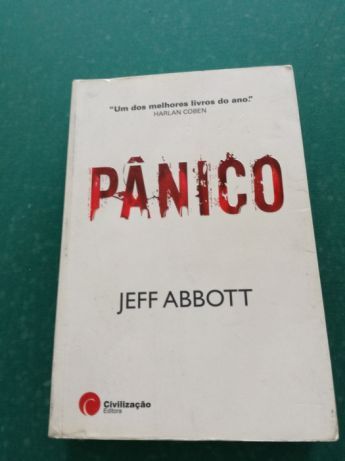 "Um dos melhores livros do ano."
HARLAN COBEN
PÂNICO
JEFF ABBOTT
Civilização
Editora